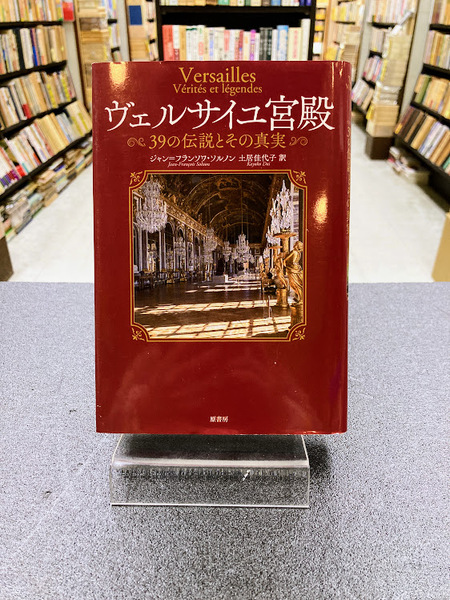 Versailles
Vérités et légendes
ヴェルサイユ宮殿
39の伝説とその真実
ジャン=フランソワ・ソルノン 土居佳代子 訳
Jean-François Solnon Kayoko Doi
原書房